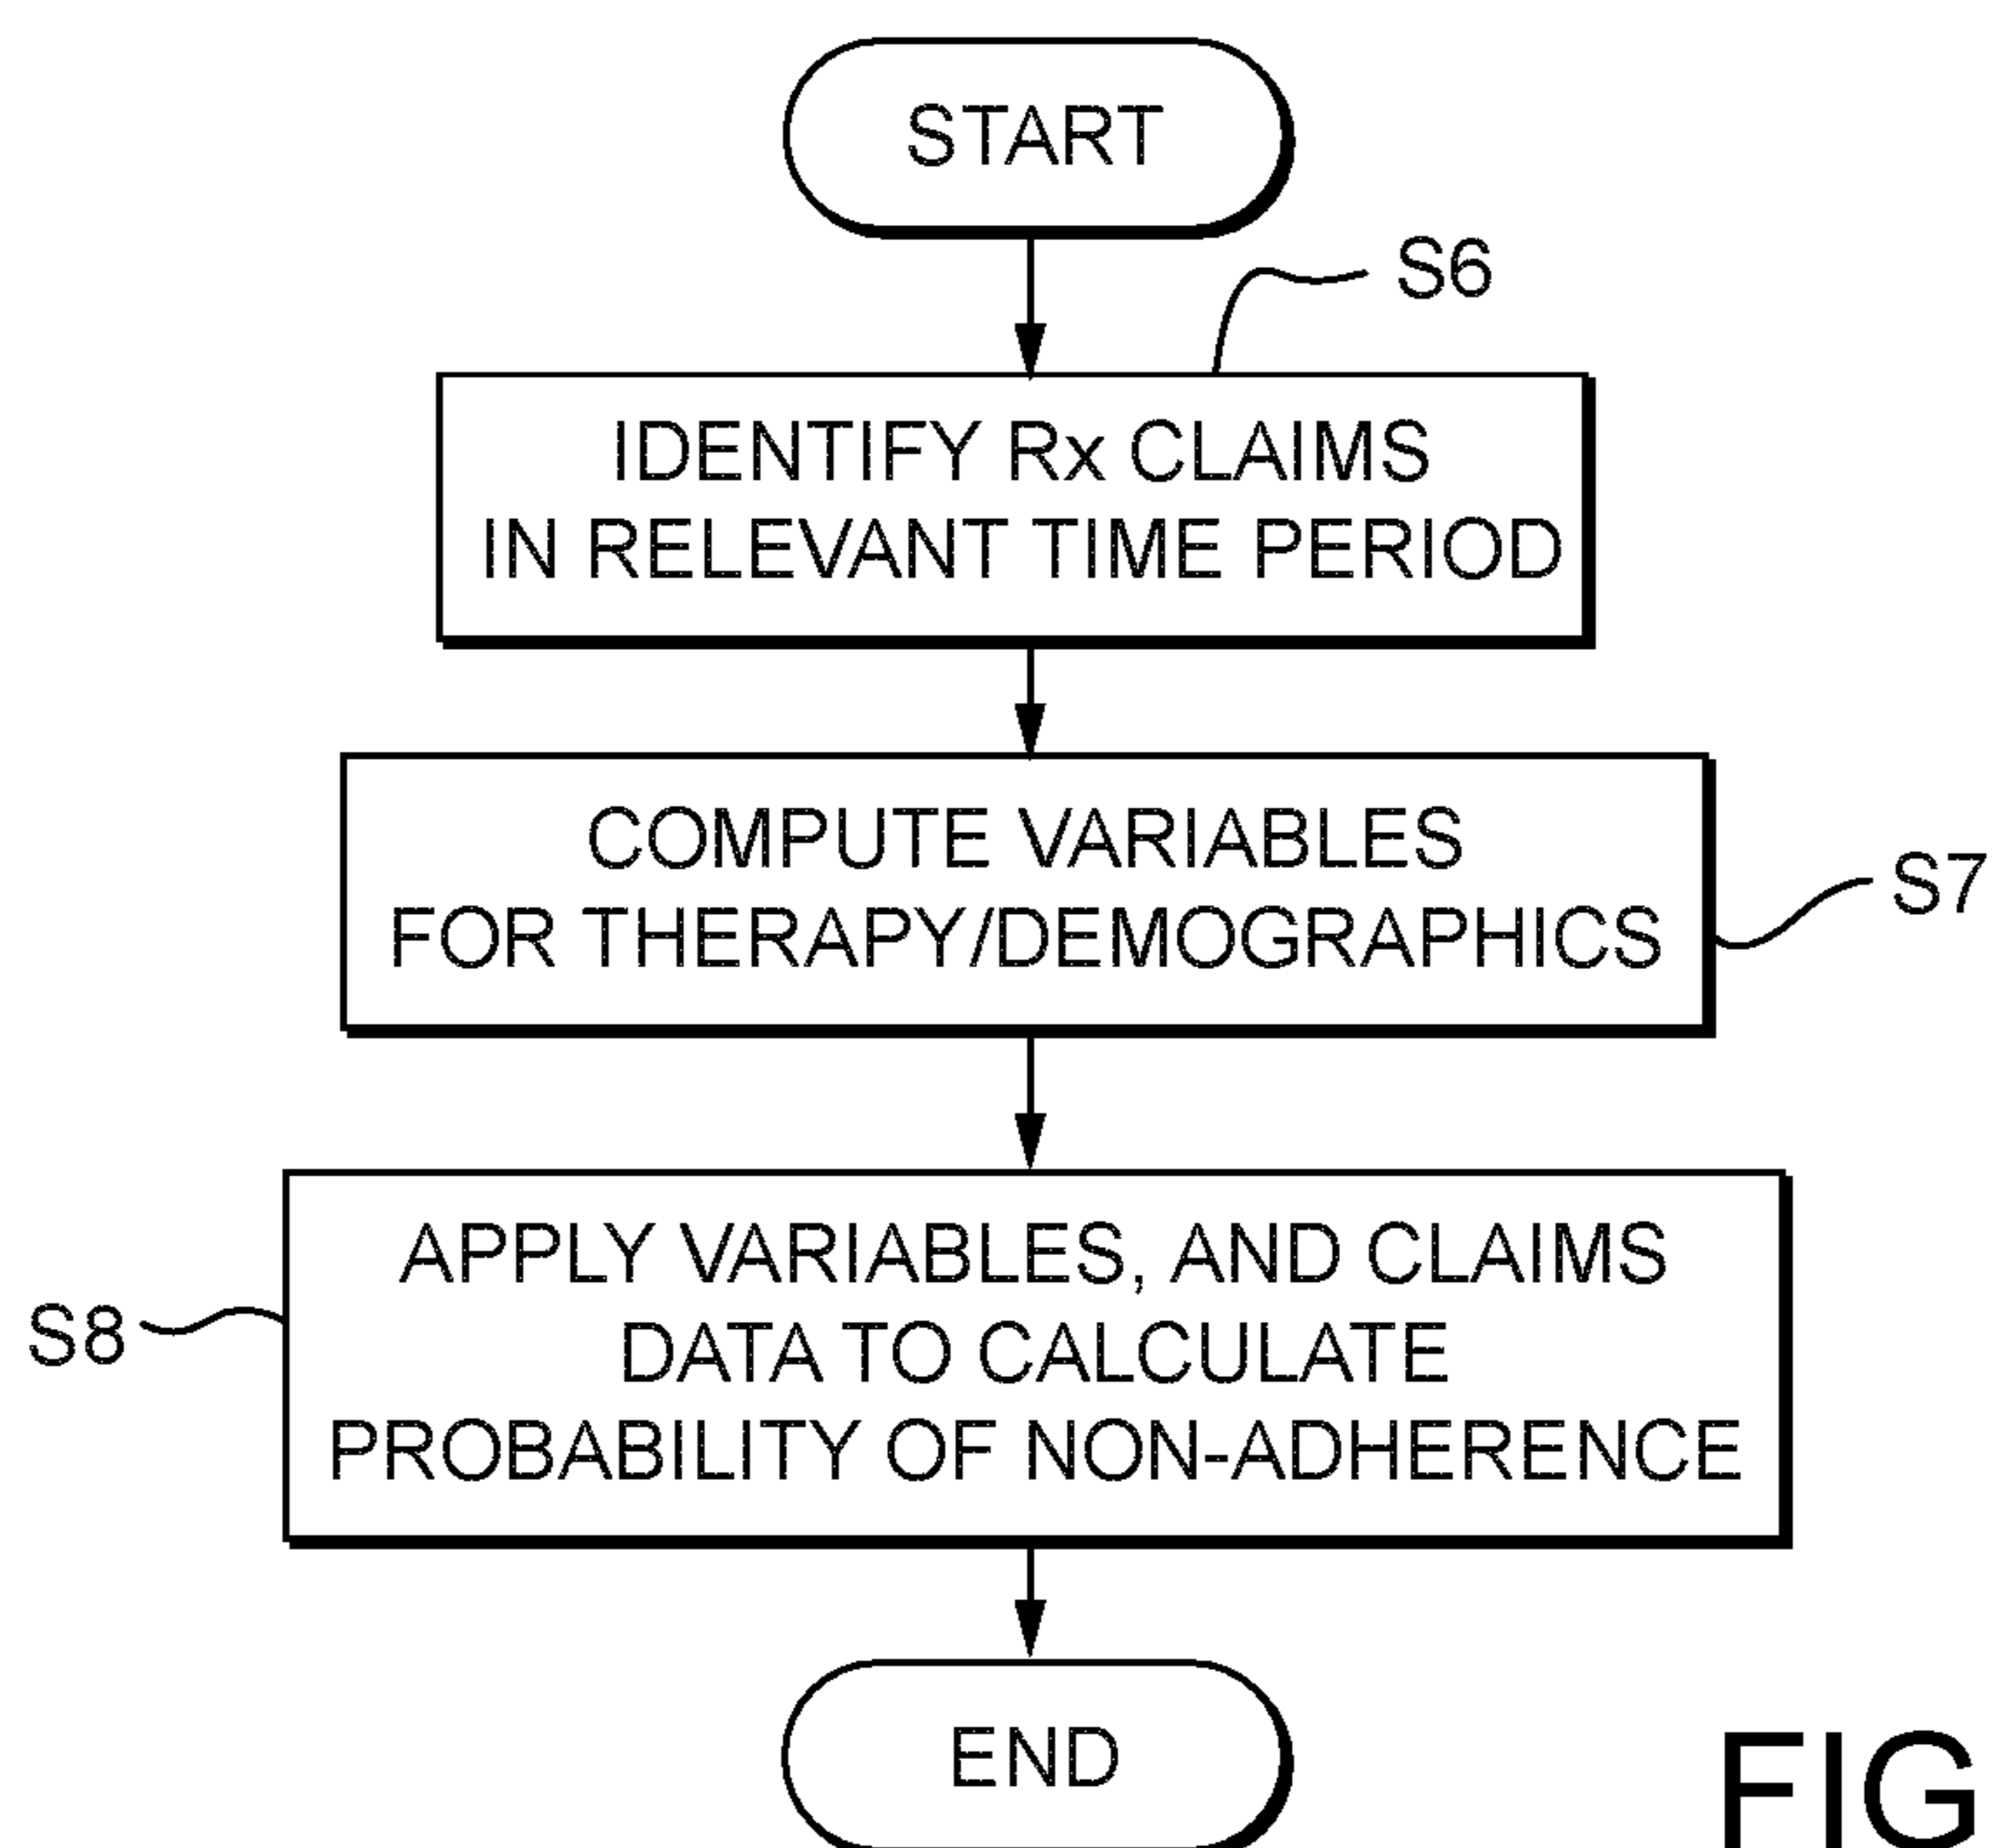 START
S6
IDENTIFY Rx CLAIMS
IN RELEVANT TIME PERIOD
COMPUTE VARIABLES
FOR THERAPY/DEMOGRAPHICS
S7
APPLY VARIABLES, AND CLAIMS
DATA TO CALCULATE
PROBABILITY OF NON-ADHERENCE
S8
END
FIG